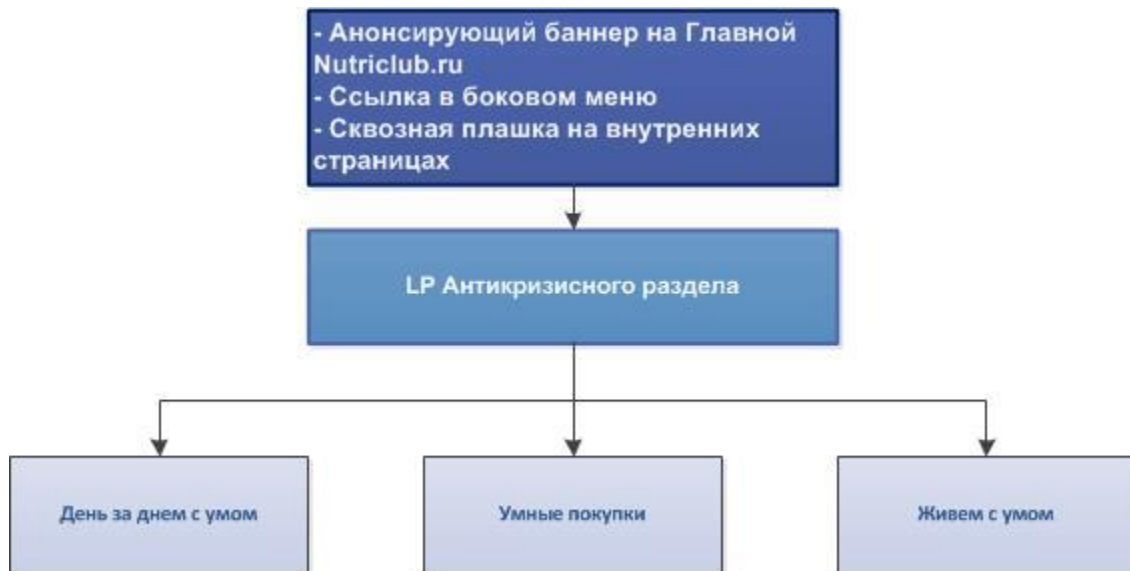 - Анонсирующий баннер на Главной
Nutriclub.ru
- Ссылка в боковом меню
- Сквозная плашка на внутренних
страницах
LP Антикризисного раздела
День за днем с умом
Умные покупки
Живем с умом